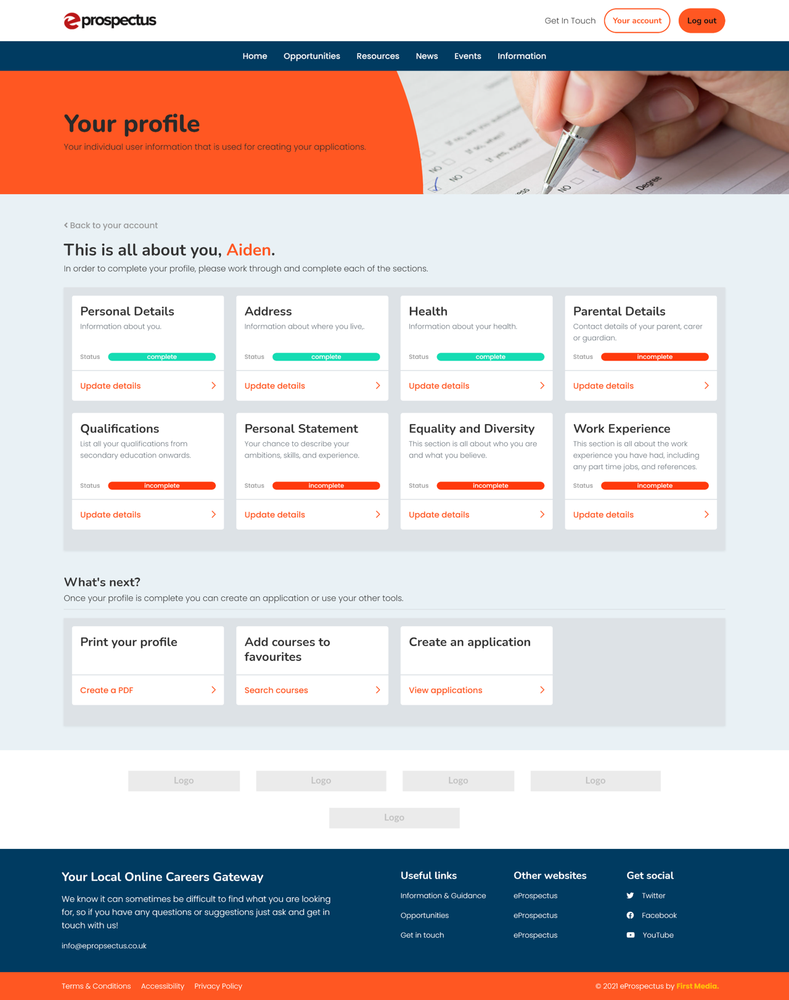 eprospectus
Get In Touch
Your account
Log out
Home
Opportunities
Resources
News
Events
Information
Your profile
Your individual user information that is used for creating your applications.
NO
If no, are you authorized
If so, when?
If yes, explain
NO
NO
Degree
Back to your account
This is all about you, Aiden.
In order to complete your profile, please work through and complete each of the sections.
Personal Details
Information about you.
Status
complete
Update details
Address
Information about where you live,.
Status
complete
Update details
Health
Information about your health.
Status
complete
Update details
Parental Details
Contact details of your parent, carer
or guardian.
Status
incomplete
Update details
Qualifications
List all your qualifications from
secondary education onwards.
Status
incomplete
Update details
Personal Statement
Your chance to describe your
ambitions, skills, and experience.
Status
incomplete
Update details
Equality and Diversity
This section is all about who you are
and what you believe.
Status
incomplete
Update details
Work Experience
This section is all about the work
experience you have had, including
any part time jobs, and references.
Status
incomplete
Update details
What's next?
Once your profile is complete you can create an application or use your other tools.
Print your profile
Create a PDF
Add courses to
favourites
Search courses
Create an application
View applications
Logo
Logo
Logo
Logo
Logo
Your Local Online Careers Gateway
We know it can sometimes be difficult to find what you are looking
for, so if you have any questions or suggestions just ask and get in
touch with us!
info@epropsectus.co.uk
Useful links
Information & Guidance
Opportunities
Get in touch
Other websites
eProspectus
eProspectus
eProspectus
Get social
Twitter
Facebook
YouTube
Terms & Conditions
Accessibility
Privacy Policy
© 2021 eProspectus by First Media.